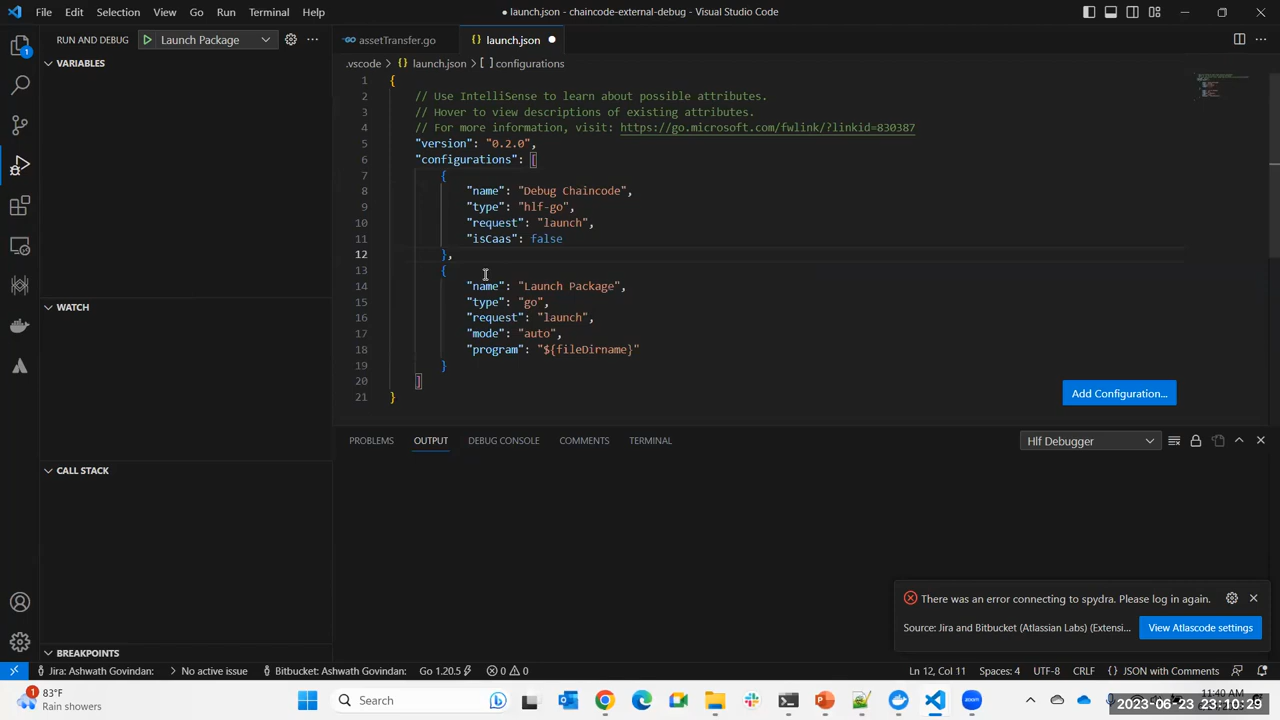 File Edit Selection View Go Run Terminal Help
launch.json - chaincode-external-debug - Visual Studio Code
1
RUN AND DEBUG Launch Package
assetTransfer.go
launch.json
VARIABLES
.vscode > launch.json > [ ] configurations
1 {
2 // Use IntelliSense to learn about possible attributes.
3 // Hover to view descriptions of existing attributes.
4 // For more information, visit: https://go.microsoft.com/fwlink/?linkid=830387
5 "version": "0.2.0",
6 "configurations": [
7 {
8 "name": "Debug Chaincode",
9 "type": "hlf-go",
10 "request": "launch",
11 "isCaas": false
12 },
13 {
14 "name": "Launch Package",
15 "type": "go",
16 "request": "launch",
17 "mode": "auto",
18 "program": "${fileDirname}"
19 }
20 ]
21 }
Add Configuration...
WATCH
CALL STACK
BREAKPOINTS
PROBLEMS OUTPUT DEBUG CONSOLE COMMENTS TERMINAL
Hlf Debugger
There was an error connecting to spydra. Please log in again.
Source: Jira and Bitbucket (Atlassian Labs) (Extensi...
View Atlascode settings
Jira: Ashwath Govindan: No active issue Bitbucket: Ashwath Govindan: Go 1.20.5 0 0
Ln 12, Col 11 Spaces: 4 UTF-8 CRLF {} JSON with Comments
1
83°F
Rain showers
Search
11:40 AM
2023-06-23 23:10:29